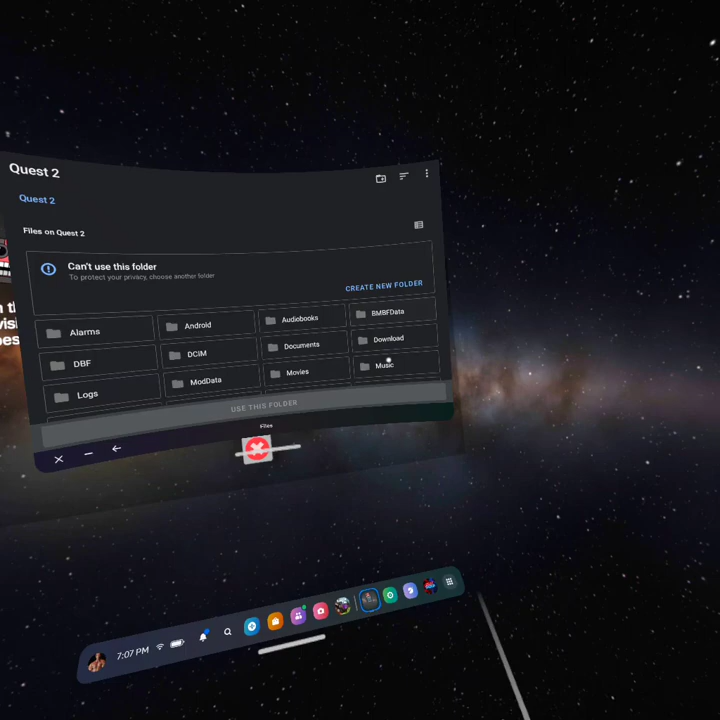 Quest 2
Quest 2
Files on Quest 2
Can't use this folder
To protect your privacy, choose another folder
CREATE NEW FOLDER
Alarms
Android
Audiobooks
BMBFData
DBF
DCIM
Documents
Download
Logs
ModData
Movies
Music
USE THIS FOLDER
Files
7:07 PM